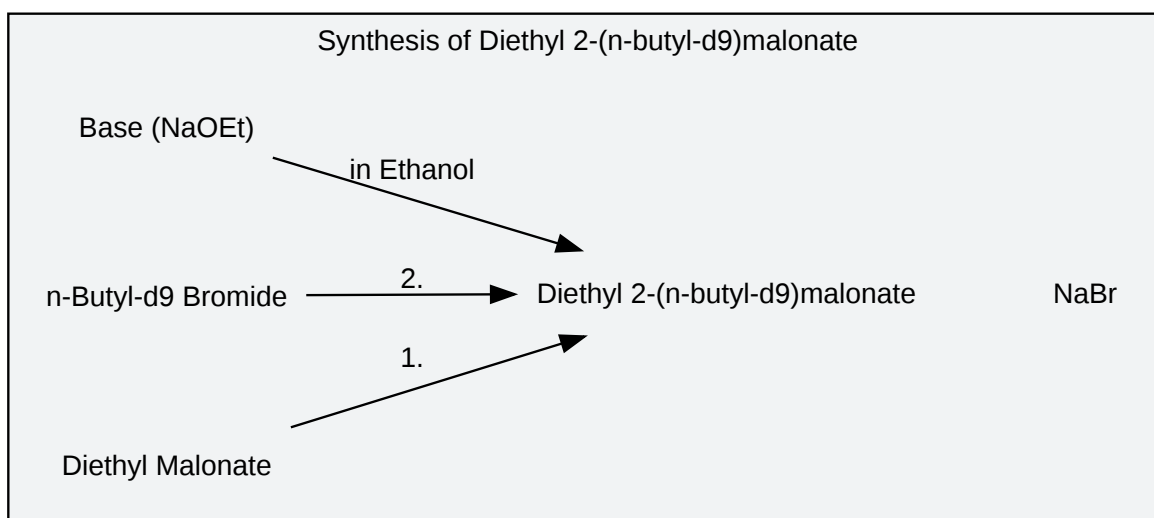 Synthesis of Diethyl 2-(n-butyl-d9)malonate
Base (NaOEt)
in Ethanol
n-Butyl-d9 Bromide
2.
Diethyl 2-(n-butyl-d9)malonate
NaBr
1.
Diethyl Malonate